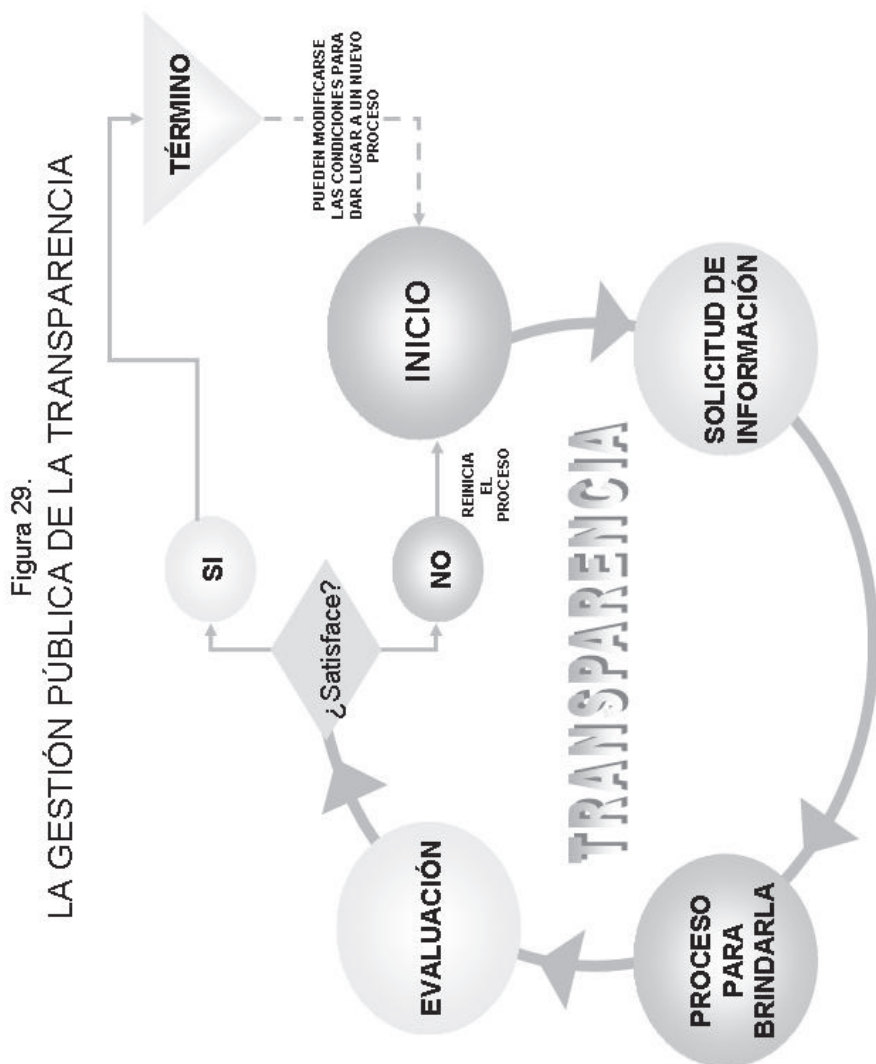 Figura 29.
LA GESTIÓN PÚBLICA DE LA TRANSPARENCIA
TÉRMINO
SI
PUEDEN MODIFICARSE
LAS CONDICIONES PARA
DAR LUGAR A UN NUEVO
PROCESO
¿Satisface?
NO
REINICIA
EL
PROCESO
INICIO
EVALUACIÓN
TRANSPARENCIA
SOLICITUD DE
INFORMACIÓN
PROCESO
PARA
BRINDARLA